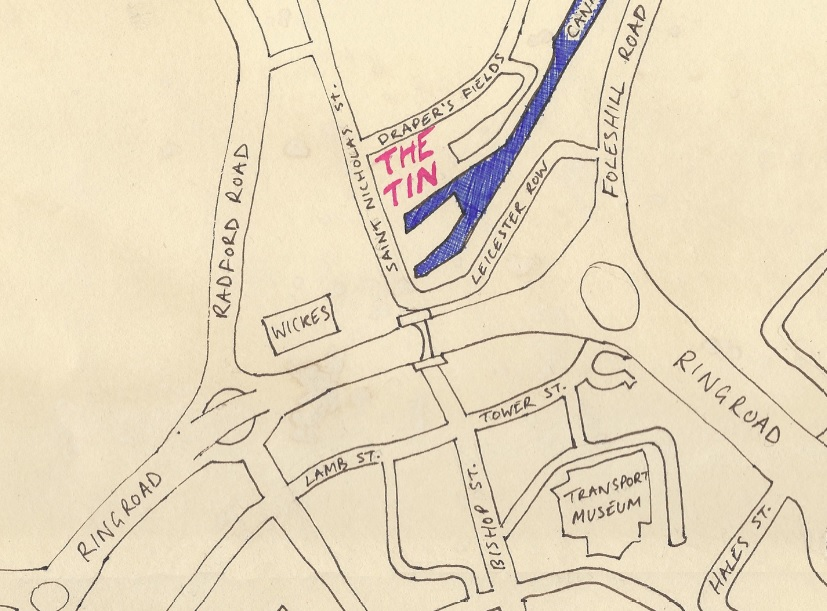 CANA
FOLESHILL ROAD
DRAPER'S FIELDS
SAINT NICHOLAS ST.
THE
TIN
RADFORD ROAD
LEICESTER ROW
WICKES
RINGROAD
TOWER ST.
LAMB ST.
TRANSPORT
MUSEUM
BISHOP ST.
RINGROAD
HALES ST.